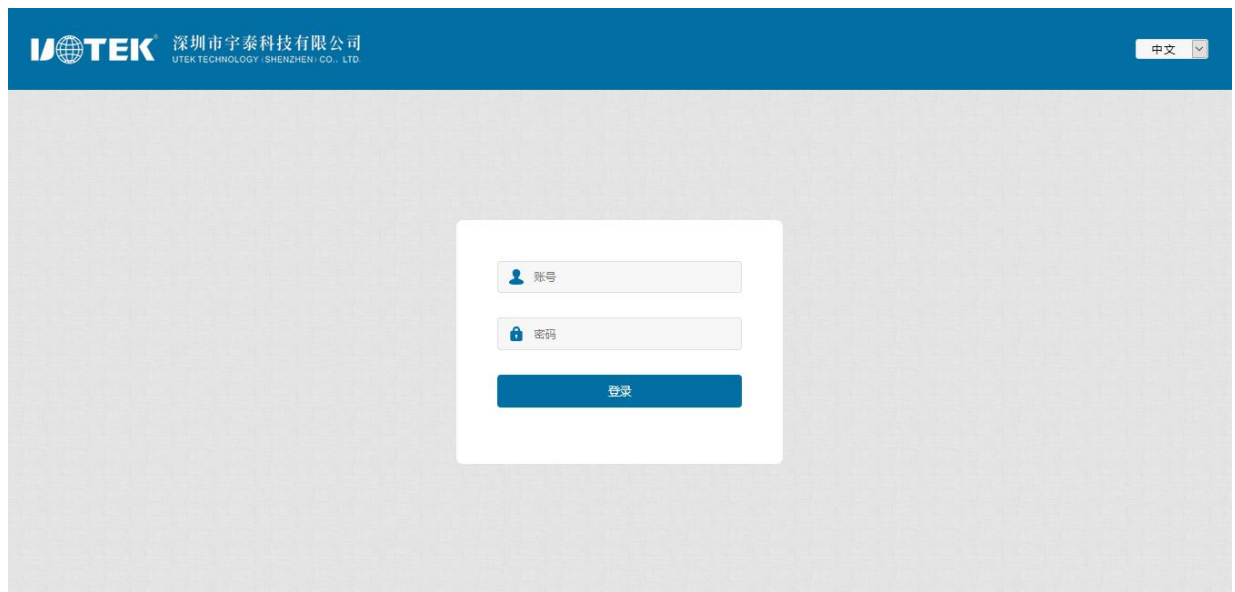 UOTEK®
深圳市宇泰科技有限公司
UTEK TECHNOLOGY (SHENZHEN) CO., LTD.
中文
账号
密码
登录